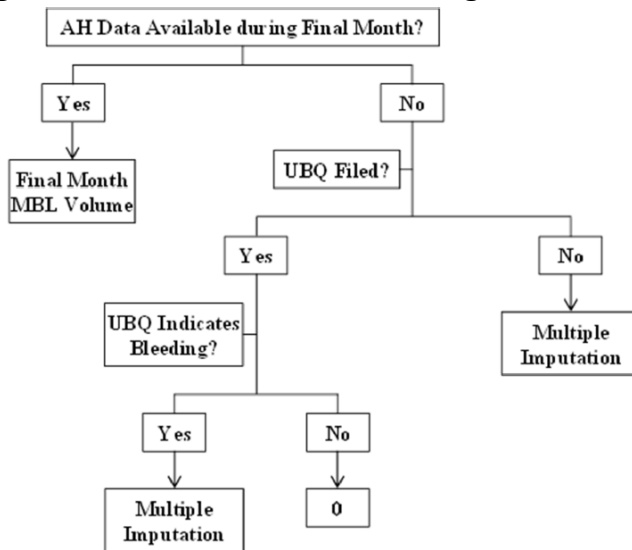 AH Data Available during Final Month?
Yes
No
Final Month
MBL Volume
UBQ Filed?
Yes
No
UBQ Indicates
Bleeding?
Multiple
Imputation
Yes
No
Multiple
Imputation
0